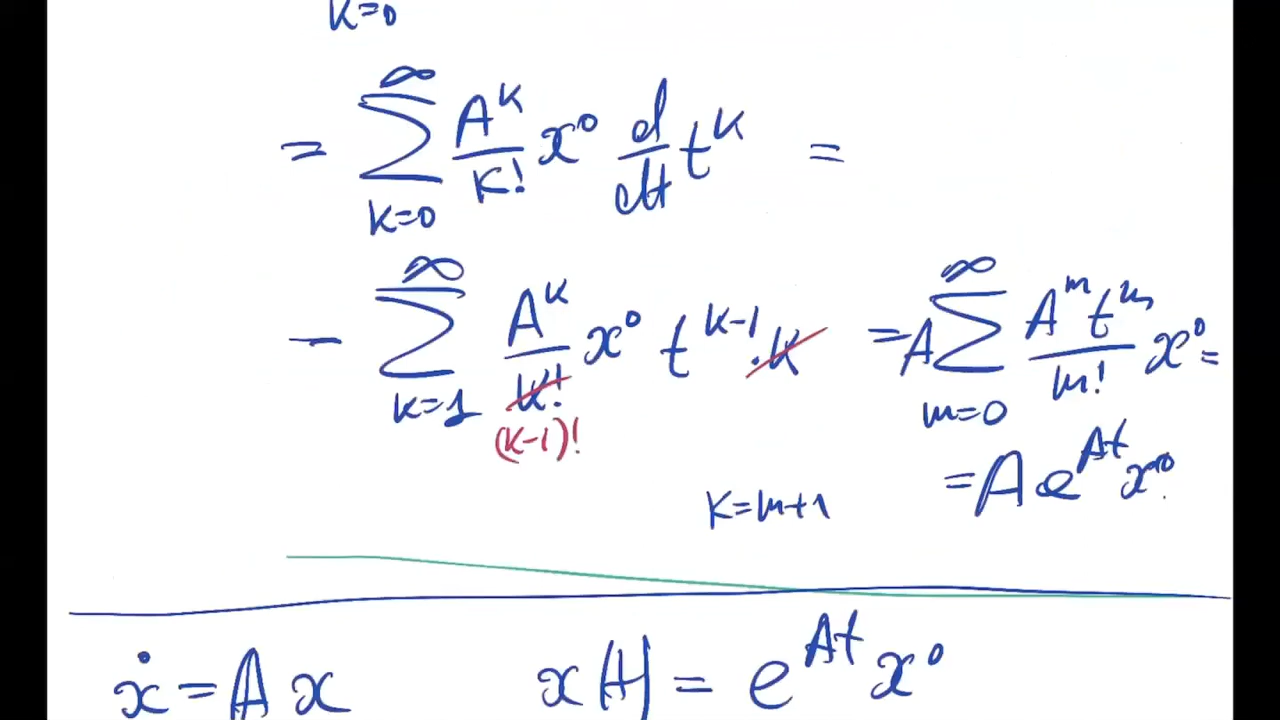 K=0
= ∑_{k=0}^{∞} A^k/K! x^0 d/dt t^k =
− ∑_{k=1}^{∞} A^k/k! x^0 t^{k-1}·k = A ∑_{m=0}^{∞} A^m t^m/m! x^0 =
(k-1)!
= A e^{At} x^0.
K=m+1
ẋ = A x x(t) = e^{At} x^0